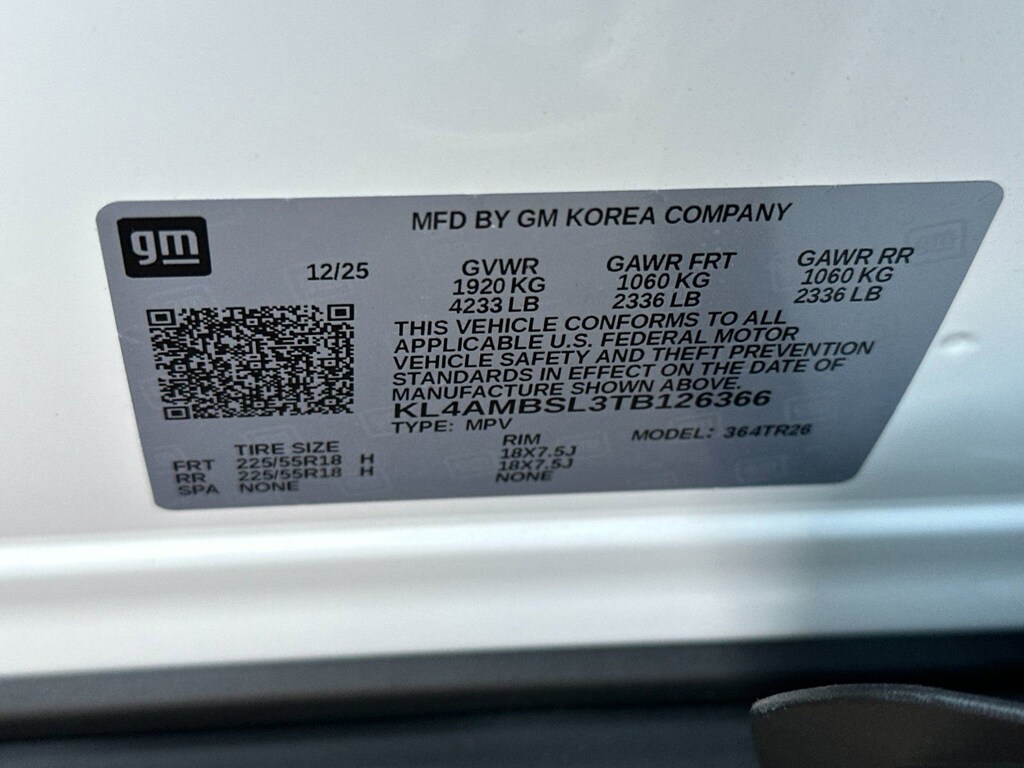 gm
MFD BY GM KOREA COMPANY
12/25
GVWR
1920 KG
4233 LB
GAWR FRT
1060 KG
2336 LB
GAWR RR
1060 KG
2336 LB
THIS VEHICLE CONFORMS TO ALL
APPLICABLE U.S. FEDERAL MOTOR
VEHICLE SAFETY AND THEFT PREVENTION
STANDARDS IN EFFECT ON THE DATE OF
MANUFACTURE SHOWN ABOVE.
KL4AMBSL3TB126366
TYPE: MPV
MODEL: 364TR26
TIRE SIZE
RIM
FRT 225/55R18 H 18X7.5J
RR 225/55R18 H 18X7.5J
SPA NONE NONE